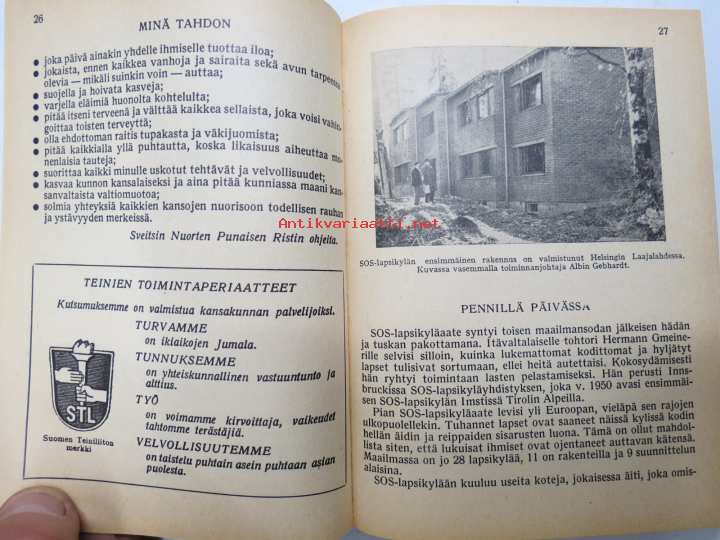 26
MINÄ TAHDON
● joka päivä ainakin yhdelle ihmiselle tuottaa iloa;
● jokaista, ennen kaikkea vanhoja ja sairaita sekä avun tarpeessa
olevia — mikäli suinkin voin — auttaa;
● suojella ja hoivata kasveja;
● varjella eläimiä huonolta kohtelulta;
● pitää itseni terveenä ja välttää kaikkea sellaista, joka voisi vahin-
goittaa toisten terveyttä;
● olla ehdottoman raitis tupakasta ja väkijuomista;
● pitää kaikkialla yllä puhtautta, koska likaisuus aiheuttaa mo-
nenlaisia tauteja;
● suorittaa kaikki minulle uskotut tehtävät ja velvollisuudet;
● kasvaa kunnon kansalaiseksi ja aina pitää kunniassa maani kan-
sanvaltaista valtiomuotoa;
● solmia yhteyksiä kaikkien kansojen nuorisoon todellisen rauhan
ja ystävyyden merkeissä.
Sveitsin Nuorten Punaisen Ristin ohjeita.
TEINIEN TOIMINTAPERIAATTEET
Kutsumuksemme on valmistua kansakunnan palvelijoiksi.
TURVAMME
on iklaikojen Jumala.
TUNNUKSEMME
on yhteiskunnallinen vastuuntunto ja
alttius.
TYÖ
on voimamme kirvoittaja, vaikeudet
tahtomme terästäjiä.
VELVOLLISUUTEMME
on taistelu puhtain asein puhtaan asian
puolesta.
STL
Suomen Teiniliiton
merkki
27
SOS-lapsikylän ensimmäinen rakennus on valmistunut Helsingin Laajalahdessa.
Kuvassa vasemmalla toiminnanjohtaja Albin Gebhardt.
PENNILLÄ PÄIVÄSSÄ
SOS-lapsikyläaate syntyi toisen maailmansodan jälkeisen hädän
ja tuskan pakottamana. Itävaltalaiselle tohtori Hermann Gmeine-
rille selvisi silloin, kuinka lukemattomat kodittomat ja hyljätyt
lapset tulisivat sortumaan, ellei heitä autettaisi. Kokosydämisesti
hän ryhtyi toimintaan lasten pelastamiseksi. Hän perusti Inns-
bruckissa SOS-lapsikyläyhdistyksen, joka v. 1950 avasi ensimmäi-
sen SOS-lapsikylän Imstissä Tirolin Alpeilla.
Pian SOS-lapsikyläaate levisi yli Euroopan, vieläpä sen rajojen
ulkopuolellekin. Tuhannet lapset ovat saaneet näissä kylissä kodin
hellän äidin ja reippaiden sisarusten luona. Tämä on ollut mahdol-
lista siten, että lukuisat ihmiset ovat ojentaneet auttavan kätensä.
Maailmassa on jo 28 lapsikylää, 11 on rakenteilla ja 9 suunnittelun
alaisina.
SOS-lapsikylään kuuluu useita koteja, jokaisessa äiti, joka omis-
Antikvariaatti.net